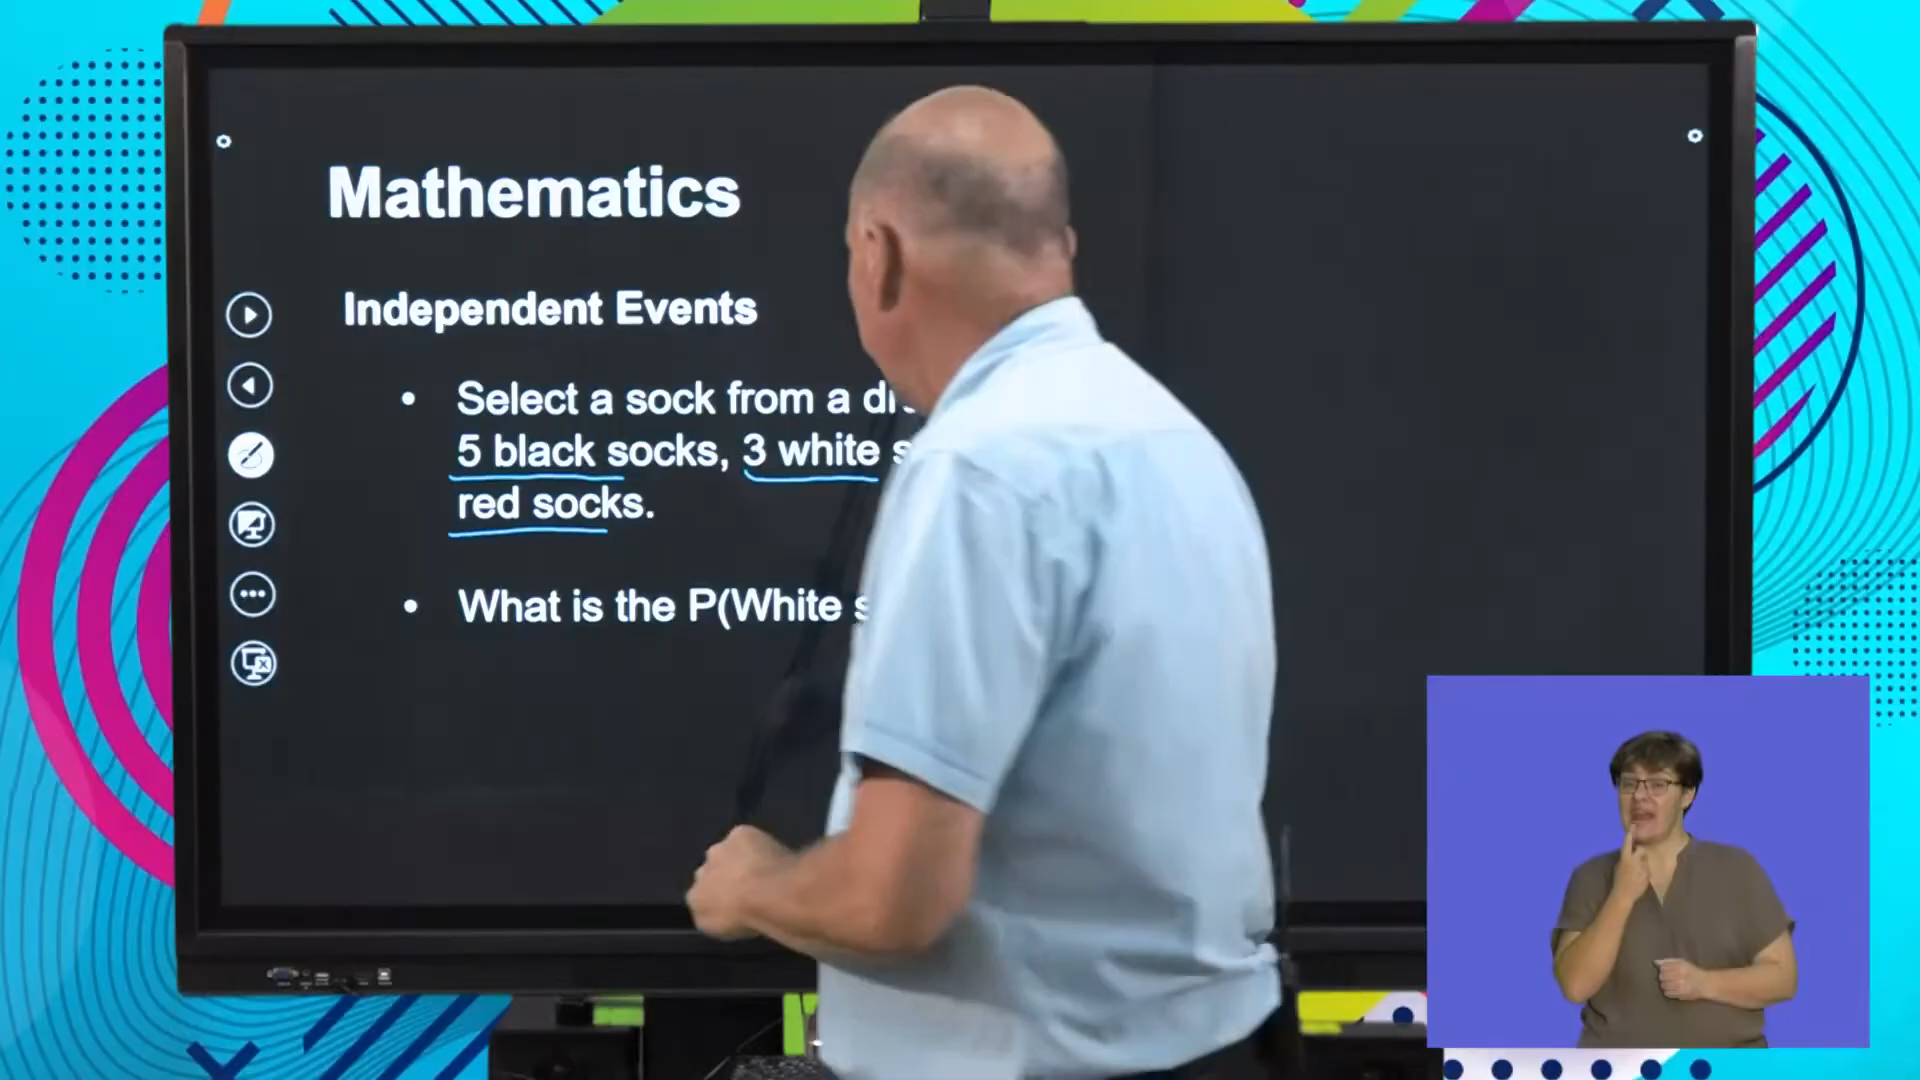 Mathematics
Independent Events
• Select a sock from a
5 black socks, 3 white
red socks.
• What is the P(White